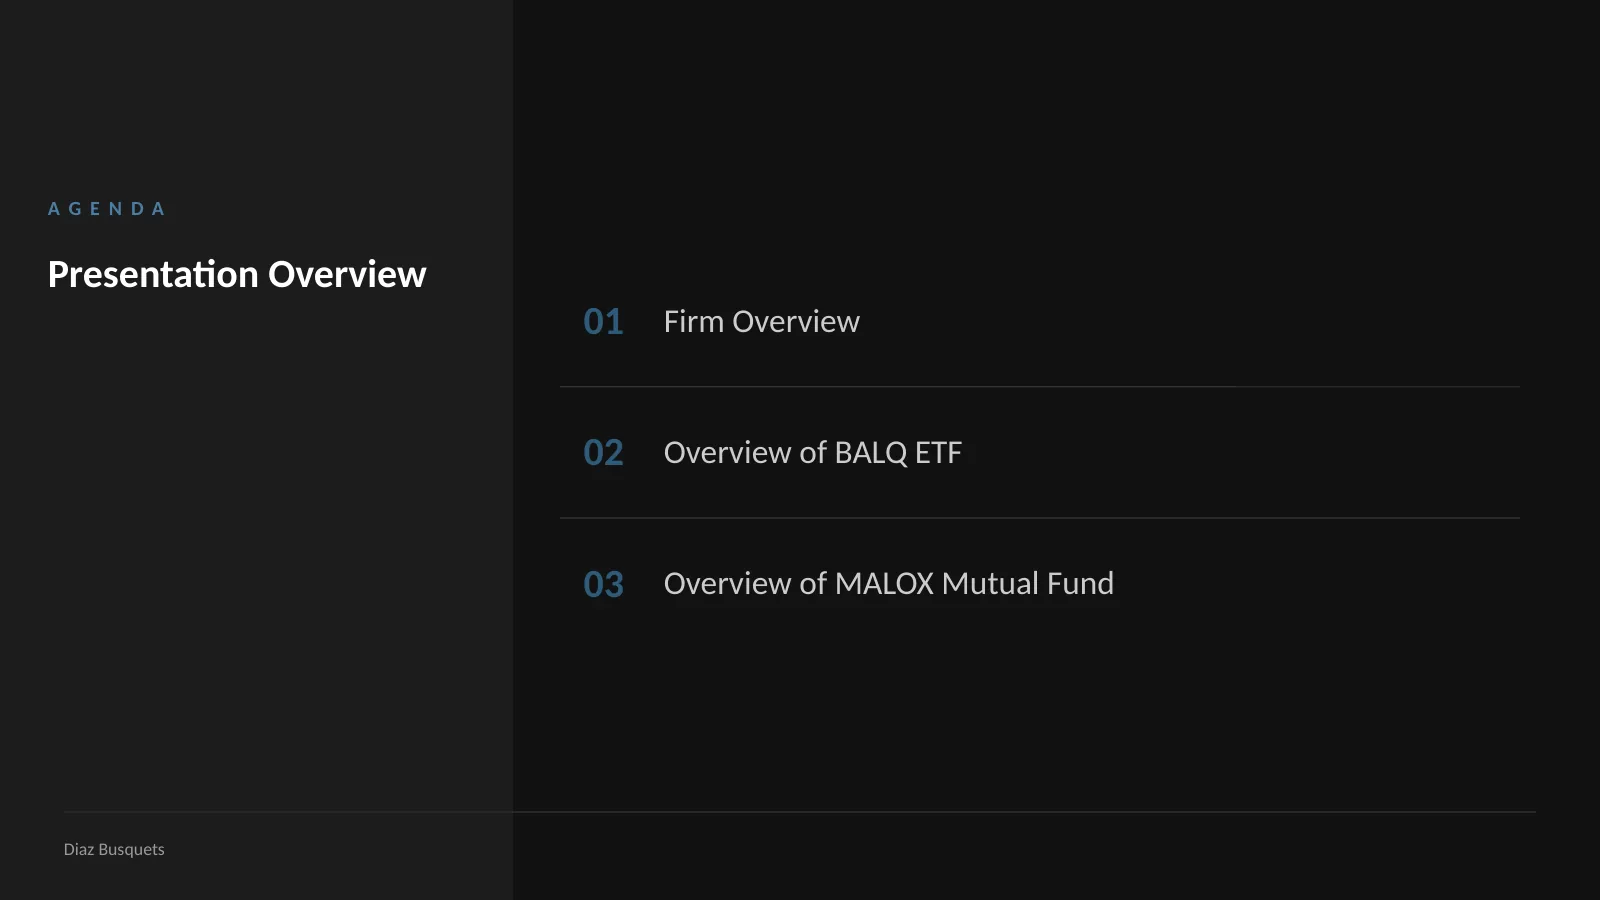 AGENDA
Presentation Overview
01 Firm Overview
02 Overview of BALQ ETF
03 Overview of MALOX Mutual Fund
Diaz Busquets